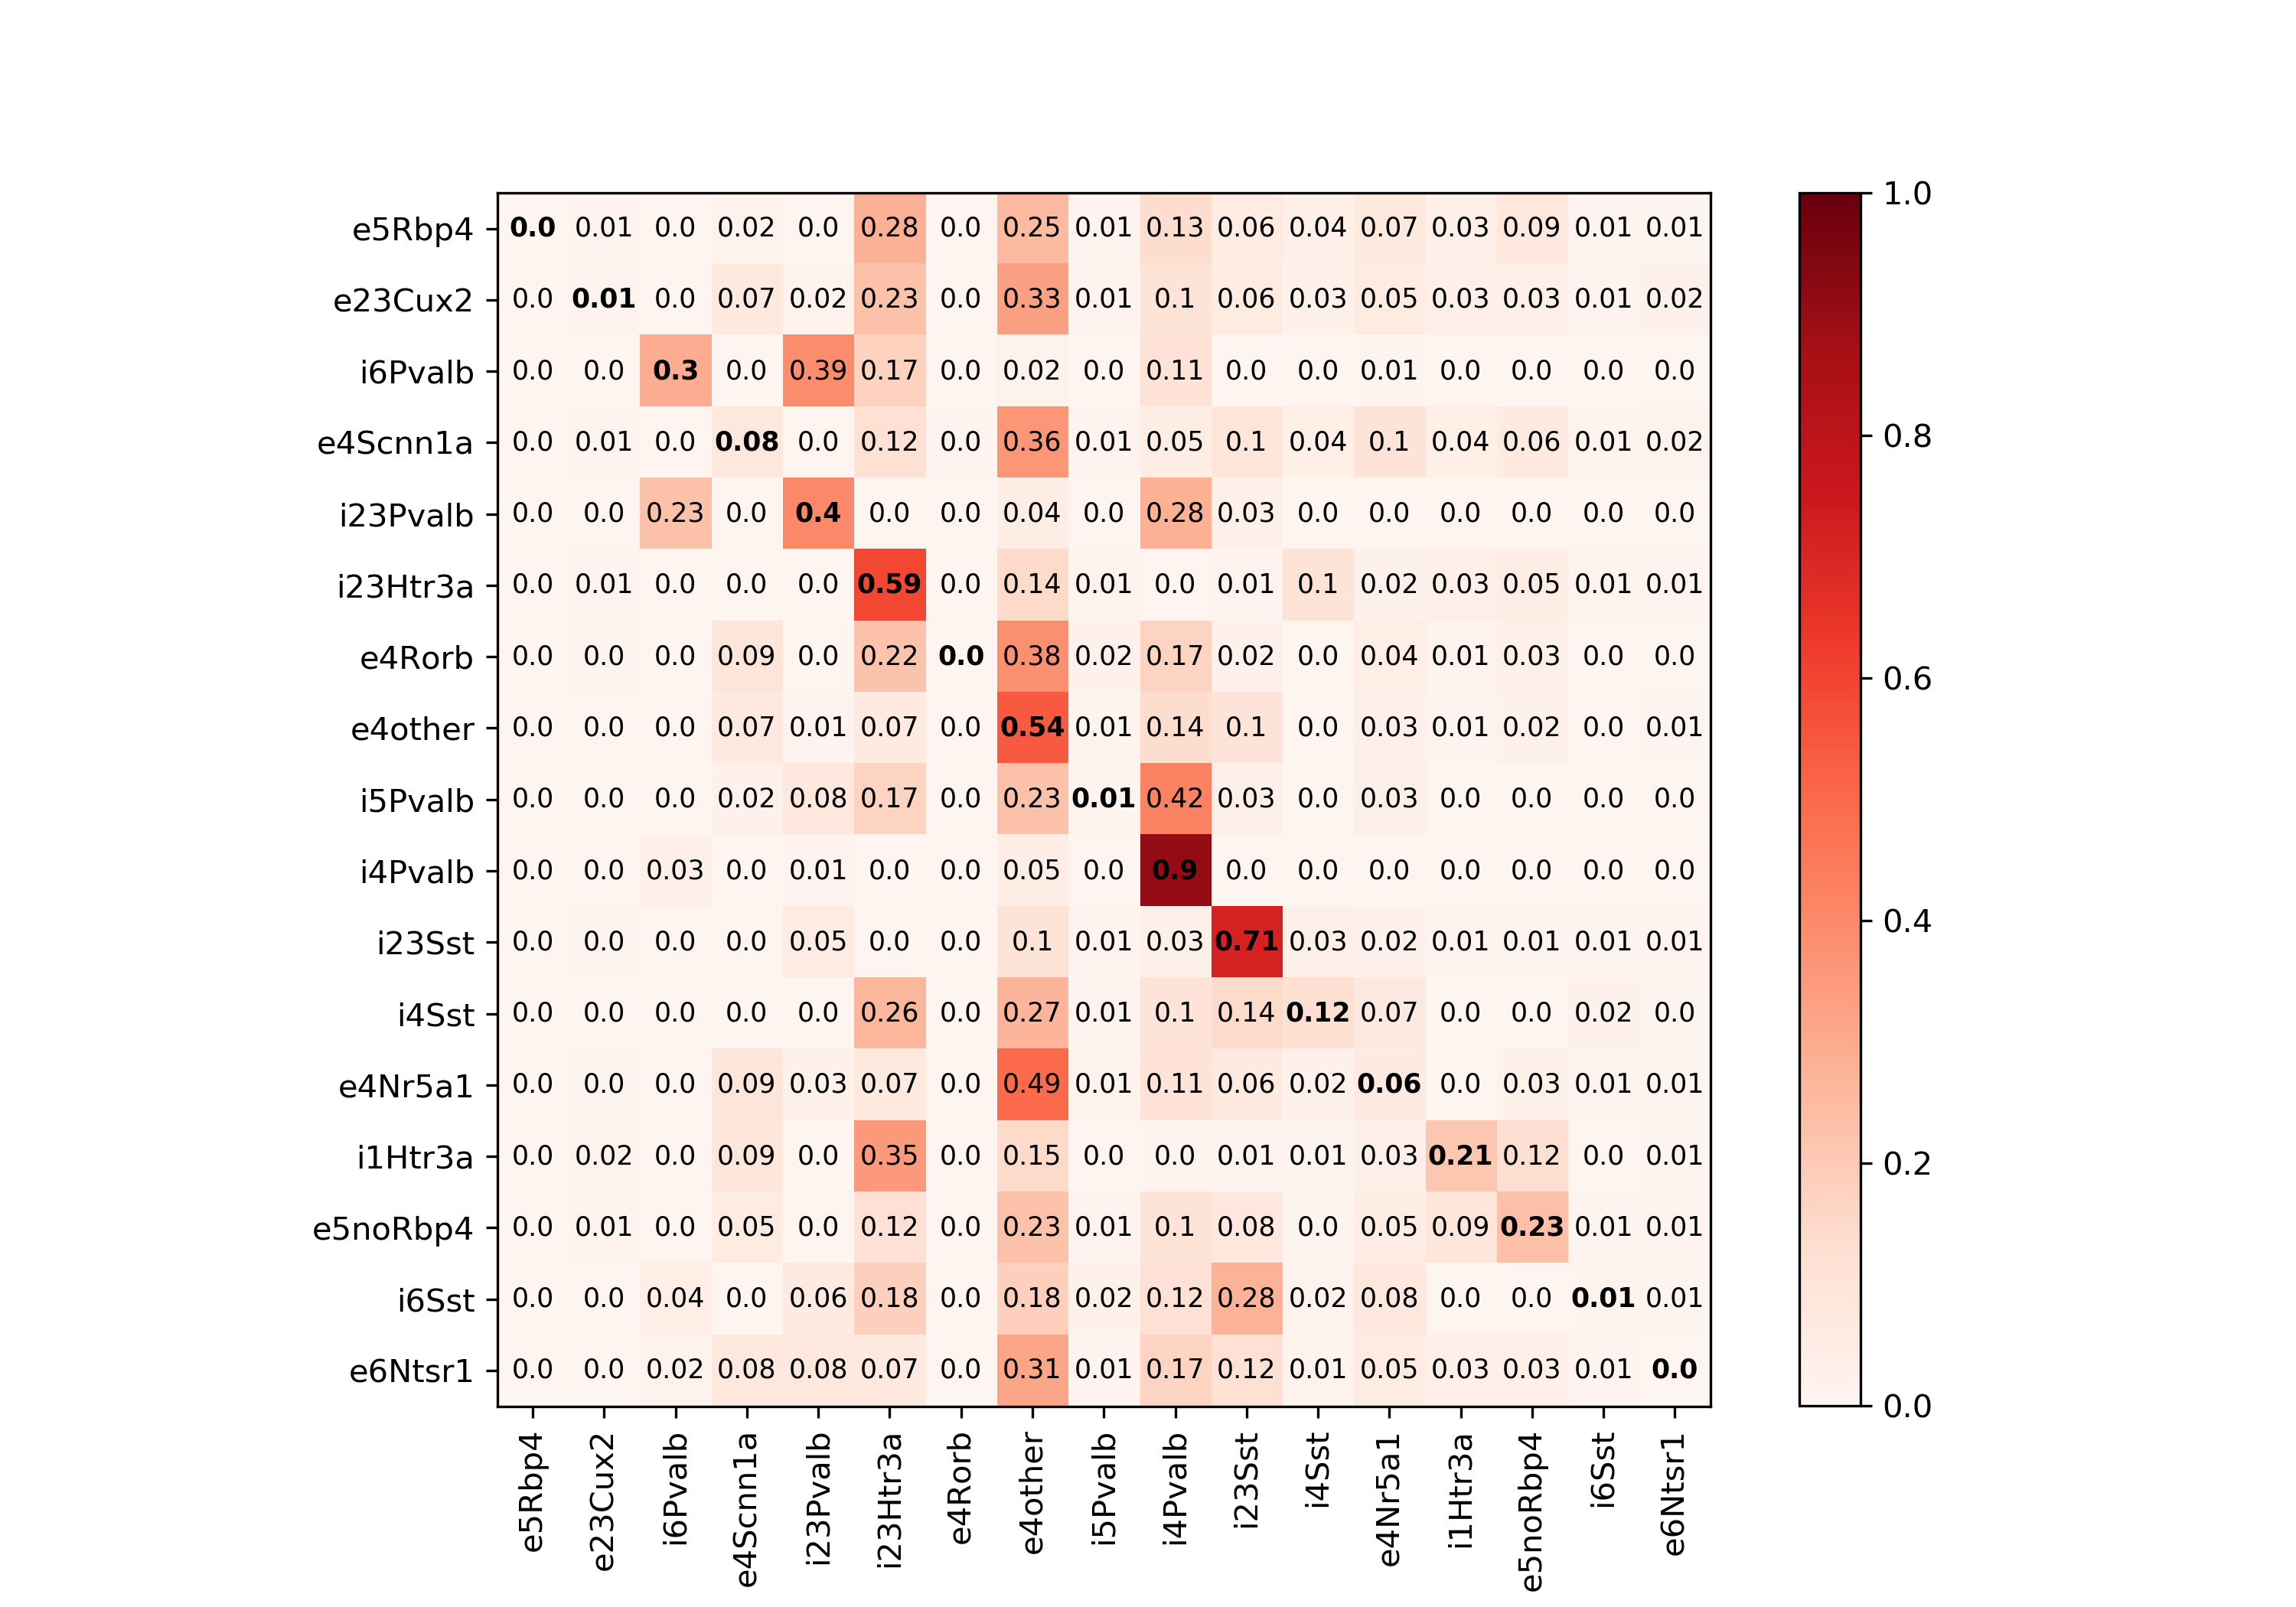 e5Rbp4 0.0 0.01 0.0 0.02 0.0 0.28 0.0 0.25 0.01 0.13 0.06 0.04 0.07 0.03 0.09 0.01 0.01
e23Cux2 0.0 0.01 0.0 0.07 0.02 0.23 0.0 0.33 0.01 0.1 0.06 0.03 0.05 0.03 0.03 0.01 0.02
i6Pvalb 0.0 0.0 0.3 0.0 0.39 0.17 0.0 0.02 0.0 0.11 0.0 0.0 0.01 0.0 0.0 0.0 0.0
e4Scnn1a 0.0 0.01 0.0 0.08 0.0 0.12 0.0 0.36 0.01 0.05 0.1 0.04 0.1 0.04 0.06 0.01 0.02
i23Pvalb 0.0 0.0 0.23 0.0 0.4 0.0 0.0 0.04 0.0 0.28 0.03 0.0 0.0 0.0 0.0 0.0 0.0
i23Htr3a 0.0 0.01 0.0 0.0 0.0 0.59 0.0 0.14 0.01 0.0 0.01 0.1 0.02 0.03 0.05 0.01 0.01
e4Rorb 0.0 0.0 0.0 0.09 0.0 0.22 0.0 0.38 0.02 0.17 0.02 0.0 0.04 0.01 0.03 0.0 0.0
e4other 0.0 0.0 0.0 0.07 0.01 0.07 0.0 0.54 0.01 0.14 0.1 0.0 0.03 0.01 0.02 0.0 0.01
i5Pvalb 0.0 0.0 0.0 0.02 0.08 0.17 0.0 0.23 0.01 0.42 0.03 0.0 0.03 0.0 0.0 0.0 0.0
i4Pvalb 0.0 0.0 0.03 0.0 0.01 0.0 0.0 0.05 0.0 0.9 0.0 0.0 0.0 0.0 0.0 0.0 0.0
i23Sst 0.0 0.0 0.0 0.0 0.05 0.0 0.0 0.1 0.01 0.03 0.71 0.03 0.02 0.01 0.01 0.01 0.01
i4Sst 0.0 0.0 0.0 0.0 0.0 0.26 0.0 0.27 0.01 0.1 0.14 0.12 0.07 0.0 0.0 0.02 0.0
e4Nr5a1 0.0 0.0 0.0 0.09 0.03 0.07 0.0 0.49 0.01 0.11 0.06 0.02 0.06 0.0 0.03 0.01 0.01
i1Htr3a 0.0 0.02 0.0 0.09 0.0 0.35 0.0 0.15 0.0 0.0 0.01 0.01 0.03 0.21 0.12 0.0 0.01
e5noRbp4 0.0 0.01 0.0 0.05 0.0 0.12 0.0 0.23 0.01 0.1 0.08 0.0 0.05 0.09 0.23 0.01 0.01
i6Sst 0.0 0.0 0.04 0.0 0.06 0.18 0.0 0.18 0.02 0.12 0.28 0.02 0.08 0.0 0.0 0.01 0.01
e6Ntsr1 0.0 0.0 0.02 0.08 0.08 0.07 0.0 0.31 0.01 0.17 0.12 0.01 0.05 0.03 0.03 0.01 0.0
e5Rbp4 e23Cux2 i6Pvalb e4Scnn1a i23Pvalb i23Htr3a e4Rorb e4other i5Pvalb i4Pvalb i23Sst i4Sst e4Nr5a1 i1Htr3a e5noRbp4 i6Sst e6Ntsr1
1.0
0.8
0.6
0.4
0.2
0.0